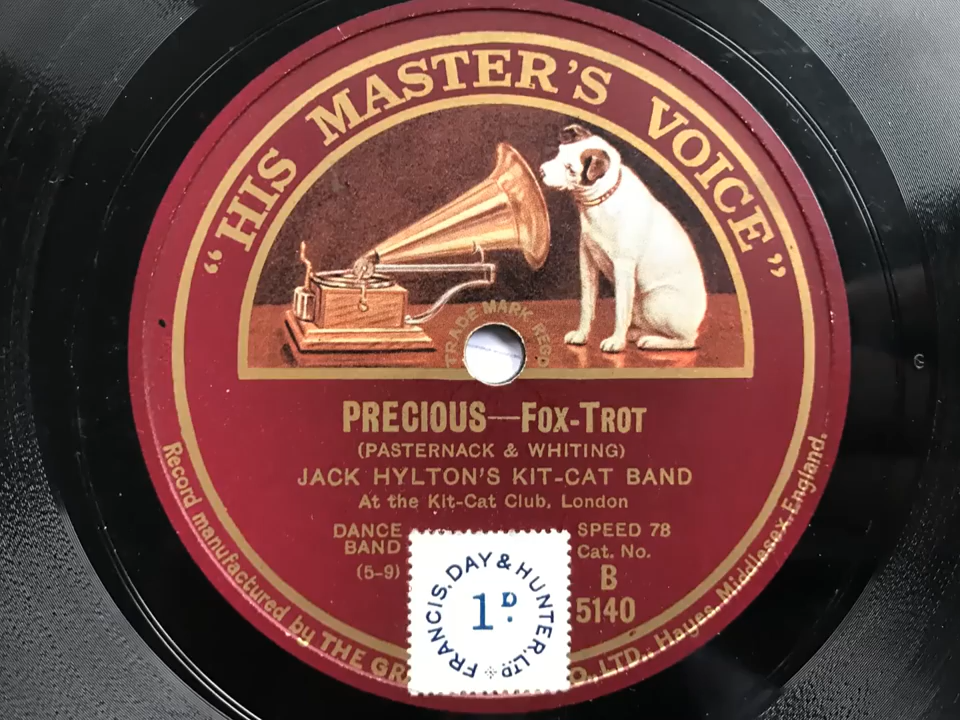 “HIS MASTER'S VOICE”
TRADE MARK REGD
PRECIOUS—FOX-TROT
(PASTERNACK & WHITING)
JACK HYLTON'S KIT-CAT BAND
At the Kit-Cat Club, London
DANCE BAND
(5-9)
SPEED 78
Cat. No.
B
5140
FRANCIS, DAY & HUNTER, LTD
1D.
Record manufactured by THE GR O., LTD., Hayes, Middlesex, England.